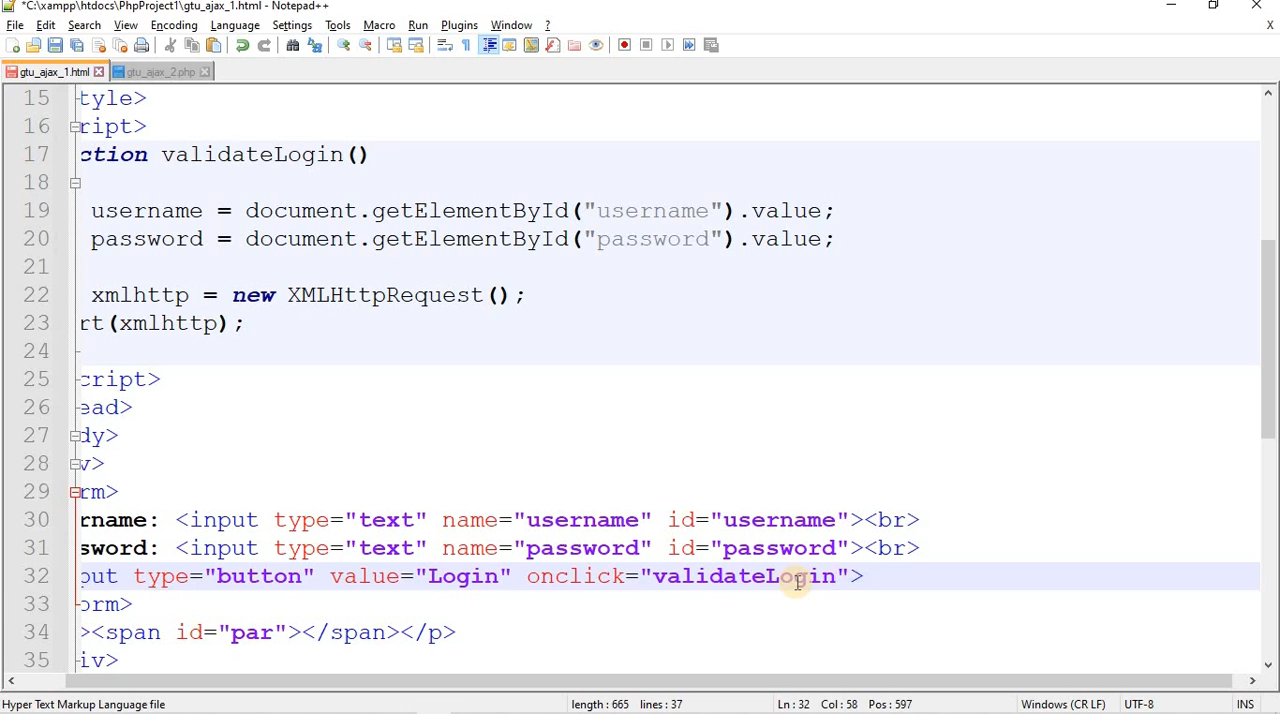 *C:\xampp\htdocs\PhpProject1\gtu_ajax_1.html - Notepad++
File Edit Search View Encoding Language Settings Tools Macro Run Plugins Window ? X
gtu_ajax_1.html gtu_ajax_2.php
15 tyle>
16 ript>
17 ction validateLogin()
18
19 username = document.getElementById("username").value;
20 password = document.getElementById("password").value;
21
22 xmlhttp = new XMLHttpRequest();
23 rt(xmlhttp);
24
25 cript>
26 ead>
27 dy>
28 v>
29 rm>
30 rname: <input type="text" name="username" id="username"><br>
31 sword: <input type="text" name="password" id="password"><br>
32 put type="button" value="Login" onclick="validateLogin">
33 orm>
34 ><span id="par"></span></p>
35 iv>
Hyper Text Markup Language file length : 665 lines : 37 Ln : 32 Col : 58 Pos : 597 Windows (CR LF) UTF-8 INS